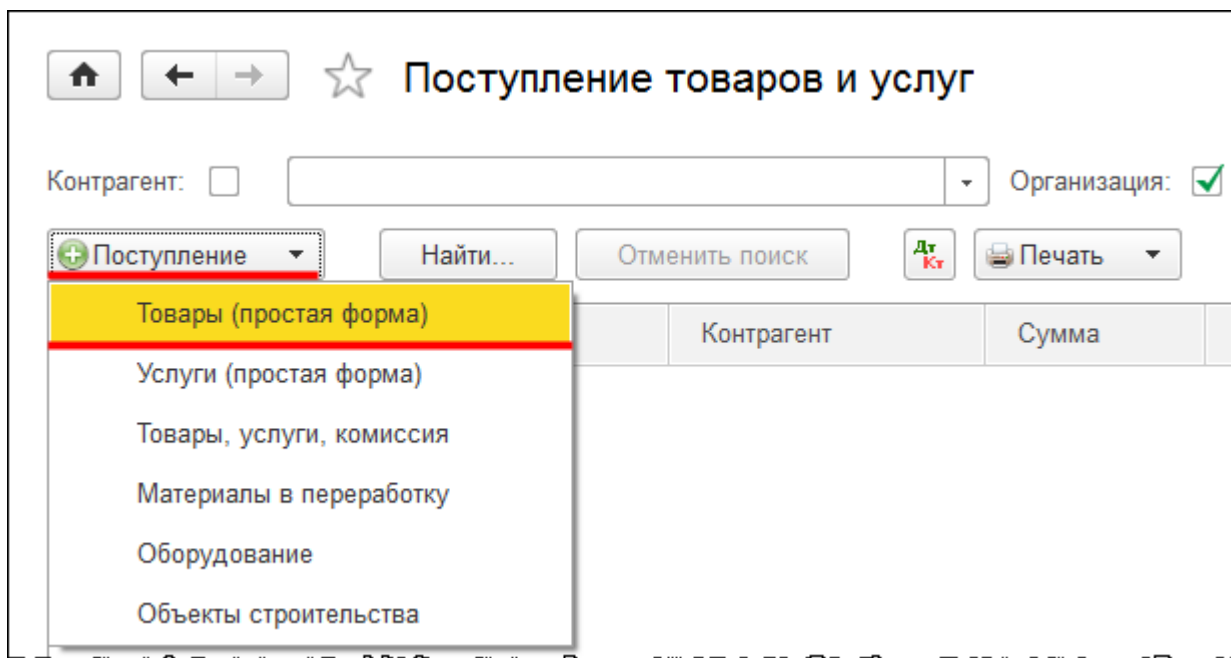 Поступление товаров и услуг
Контрагент: Организация:
Поступление Найти... Отменить поиск Дт Кт Печать
Товары (простая форма)
Контрагент Сумма
Услуги (простая форма)
Товары, услуги, комиссия
Материалы в переработку
Оборудование
Объекты строительства